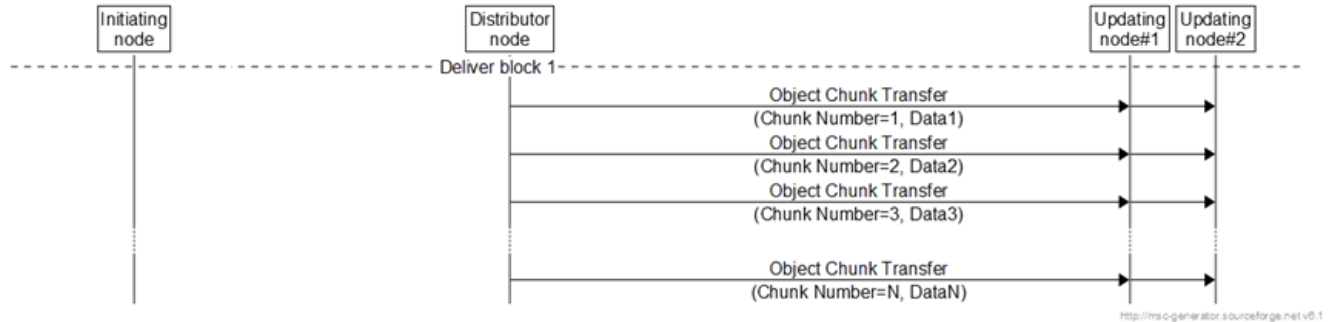 Initiating
node
Distributor
node
Updating
node#1
Updating
node#2
Deliver block 1
Object Chunk Transfer
(Chunk Number=1, Data1)
Object Chunk Transfer
(Chunk Number=2, Data2)
Object Chunk Transfer
(Chunk Number=3, Data3)
Object Chunk Transfer
(Chunk Number=N, DataN)
http://msc-generator.sourceforge.net v6.1